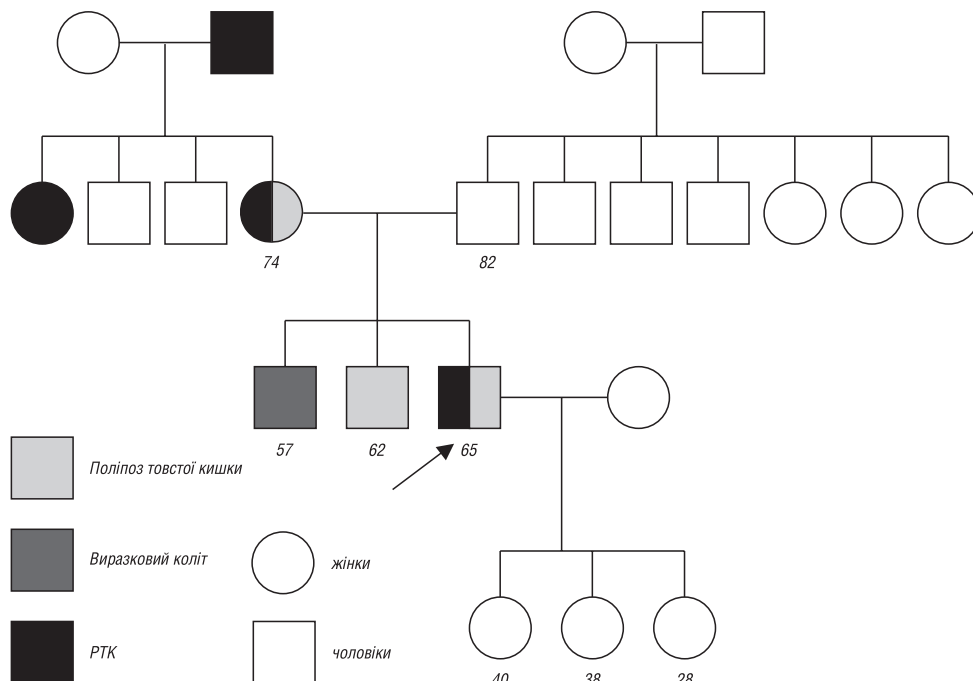 74
82
57
62
65
Поліпоз товстої кишки
Виразковий коліт
жінки
РТК
чоловіки
40
38
28